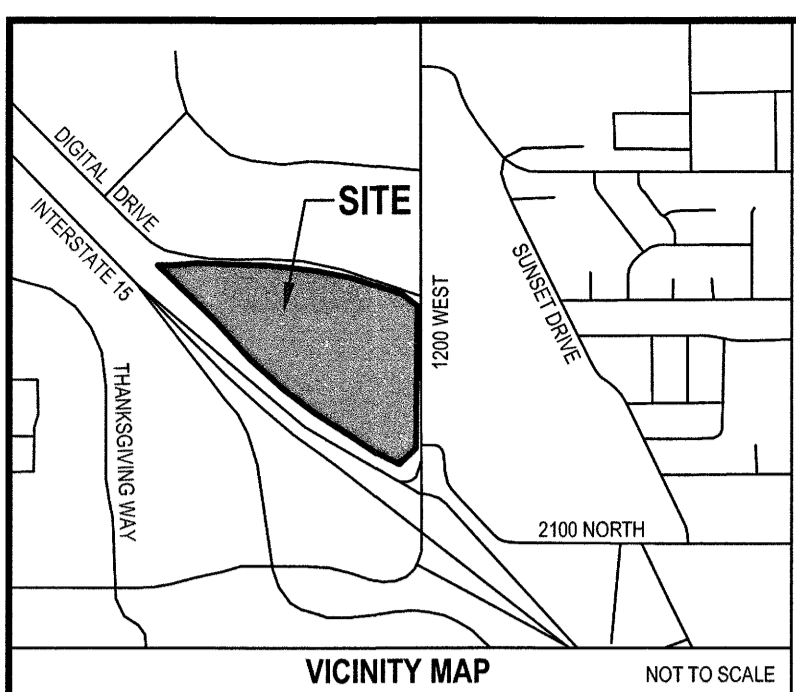 DIGITAL DRIVE
INTERSTATE 15
SITE
1200 WEST
SUNSET DRIVE
THANKSGIVING WAY
2100 NORTH
VICINITY MAP
NOT TO SCALE